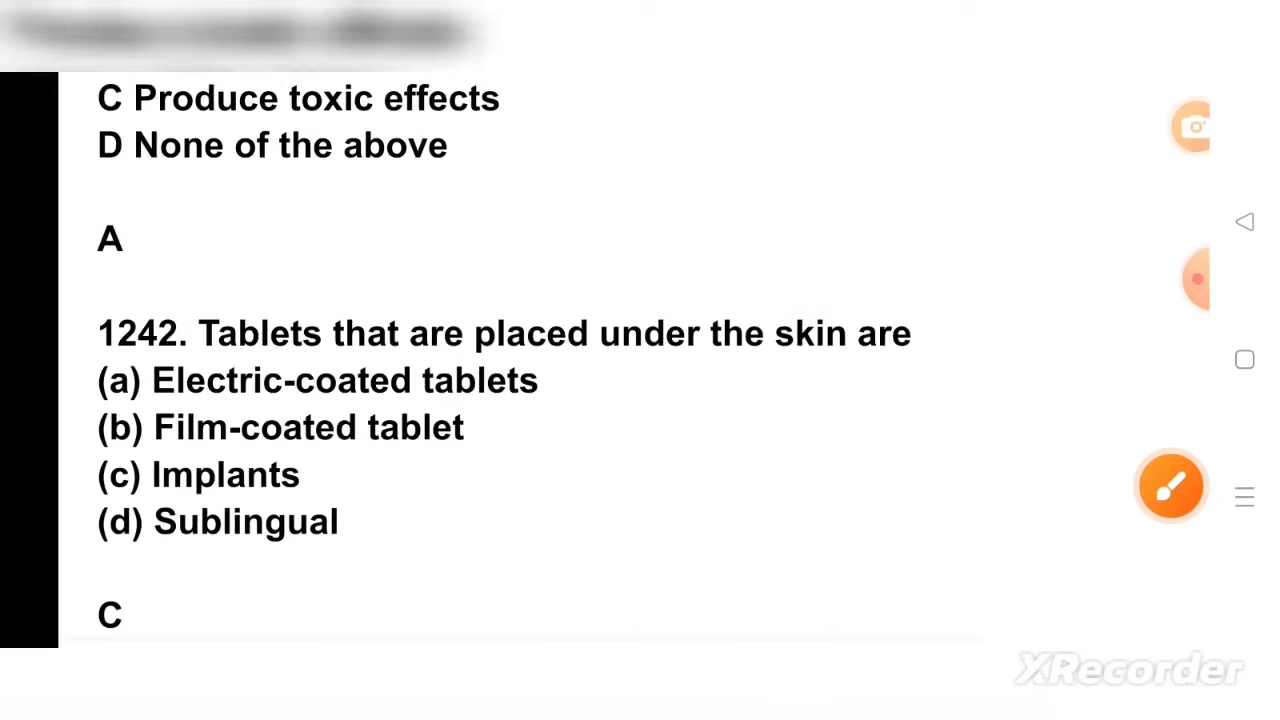 C Produce toxic effects
D None of the above
A
1242. Tablets that are placed under the skin are
(a) Electric-coated tablets
(b) Film-coated tablet
(c) Implants
(d) Sublingual
C
XRecorder